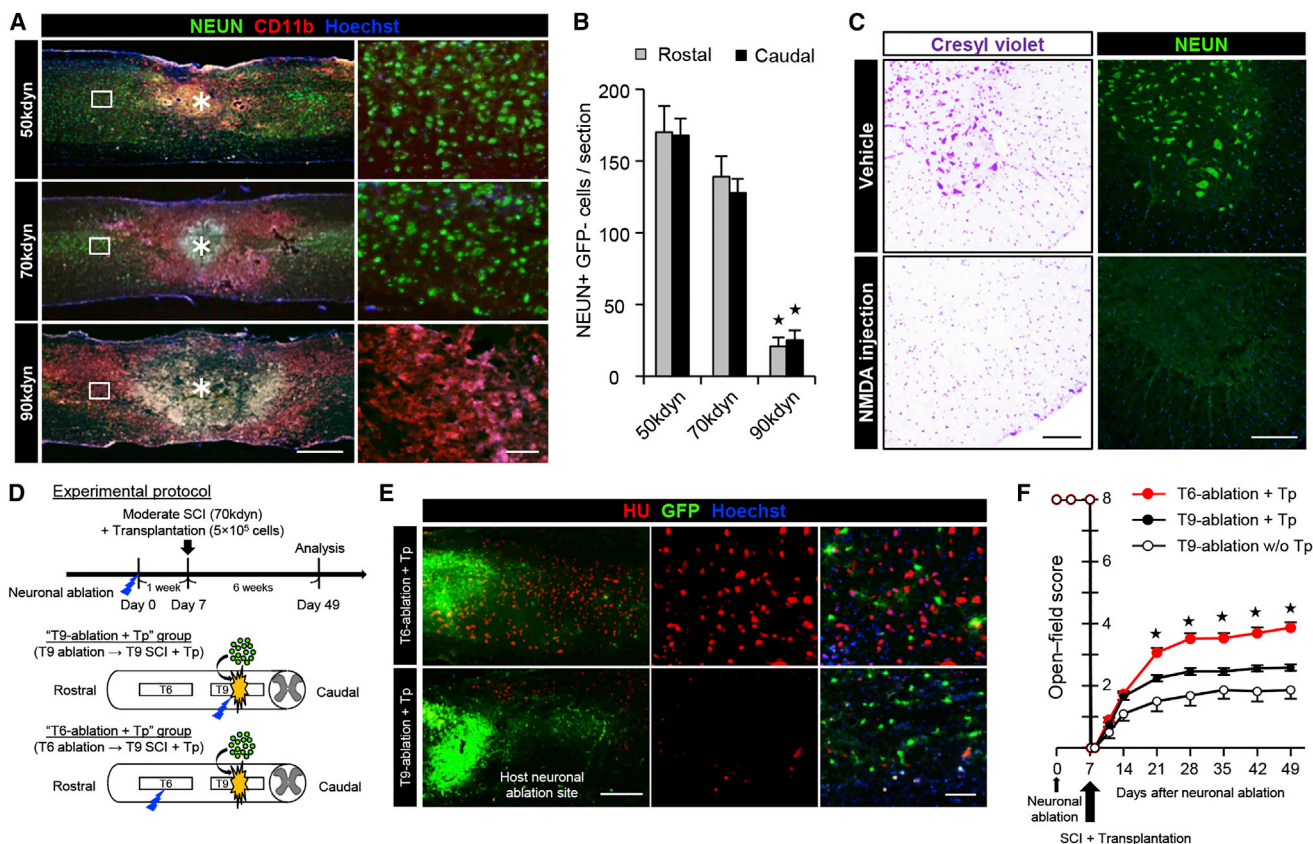 A
NEUN CD11b Hoechst
50kdyn
70kdyn
90kdyn
B
Rostal Caudal
NEUN+ GFP- cells / section
200
150
100
50
0
50kdyn
70kdyn
90kdyn
C
Cresyl violet
NEUN
Vehicle
NMDA injection
D
Experimental protocol
Moderate SCI (70kdyn)
+ Transplantation (5×10⁵ cells)
Analysis
Neuronal ablation
1 week
6 weeks
Day 0
Day 7
Day 49
"T9-ablation + Tp" group
(T9 ablation → T9 SCI + Tp)
Rostral
T6
T9
Caudal
"T6-ablation + Tp" group
(T6 ablation → T9 SCI + Tp)
Rostral
T6
T9
Caudal
E
HU GFP Hoechst
T6-ablation + Tp
T9-ablation + Tp
Host neuronal
ablation site
F
T6-ablation + Tp
T9-ablation + Tp
T9-ablation w/o Tp
Open–field score
8
4
2
0 7 14 21 28 35 42 49
Neuronal
ablation
Days after neuronal ablation
SCI + Transplantation